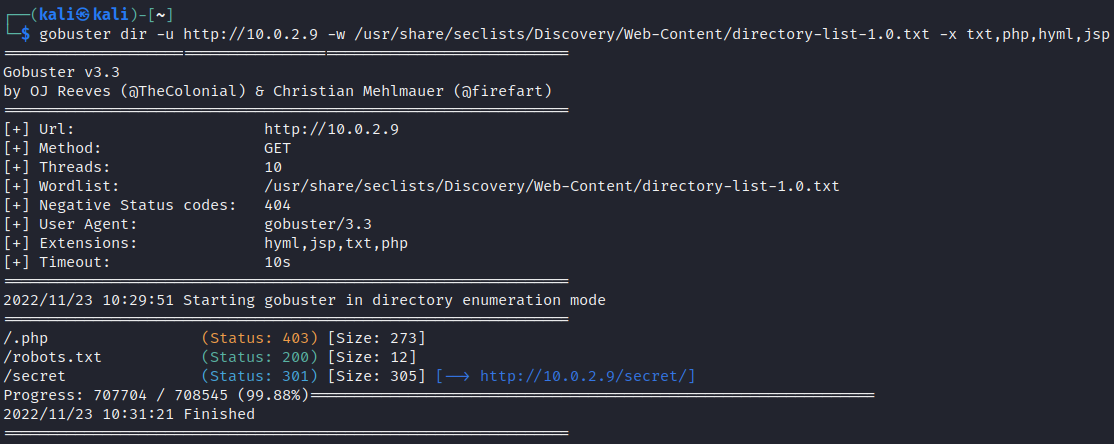 ┌──(kali㉿kali)-[~]
└─$ gobuster dir -u http://10.0.2.9 -w /usr/share/seclists/Discovery/Web-Content/directory-list-1.0.txt -x txt,php,hyml,jsp
===============================================================
Gobuster v3.3
by OJ Reeves (@TheColonial) & Christian Mehlmauer (@firefart)
===============================================================
[+] Url:                     http://10.0.2.9
[+] Method:                  GET
[+] Threads:                 10
[+] Wordlist:                /usr/share/seclists/Discovery/Web-Content/directory-list-1.0.txt
[+] Negative Status codes:   404
[+] User Agent:              gobuster/3.3
[+] Extensions:              hyml,jsp,txt,php
[+] Timeout:                 10s
===============================================================
2022/11/23 10:29:51 Starting gobuster in directory enumeration mode
===============================================================
/.php                 (Status: 403) [Size: 273]
/robots.txt           (Status: 200) [Size: 12]
/secret               (Status: 301) [Size: 305] [--> http://10.0.2.9/secret/]
Progress: 707704 / 708545 (99.88%)===============================================================
2022/11/23 10:31:21 Finished
===============================================================